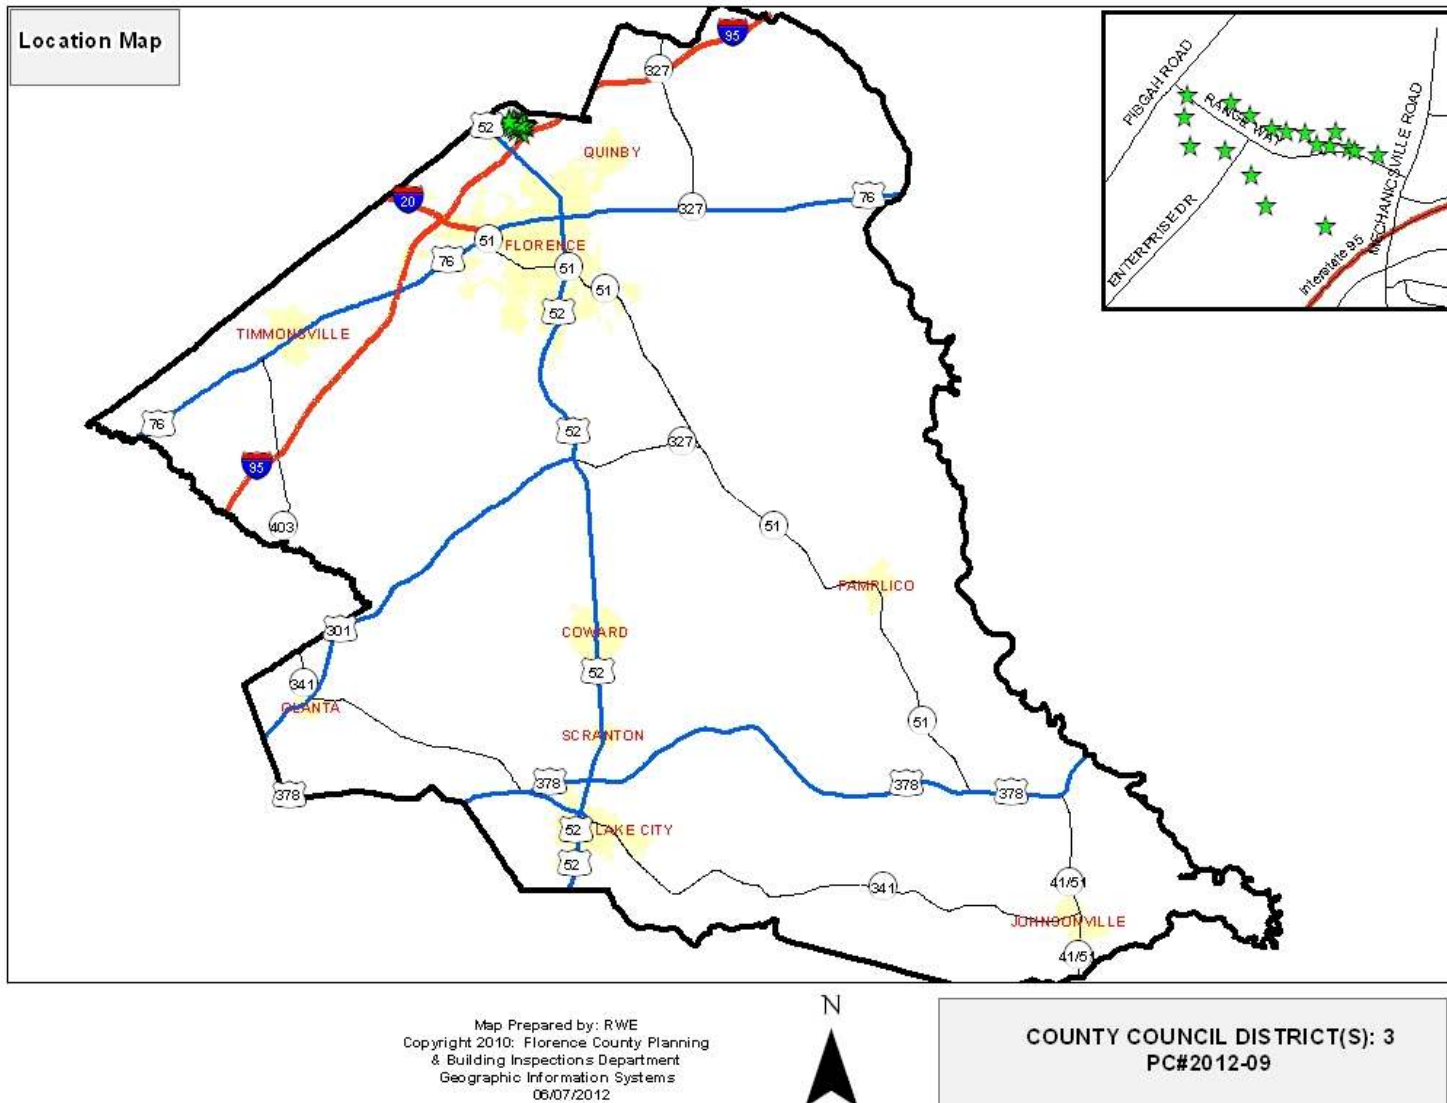 Location Map
95
327
52
QUINBY
20
327
76
51
FLORENCE
76
51
51
52
TIMMONSVILLE
76
52
327
95
403
51
PAMPLICO
301
COWARD
52
341
OLANTA
51
SCRANTON
378
378
378
378
52
LAKE CITY
52
341
41/51
JOHNSONVILLE
41/51
PISGAH ROAD
RANGE WAY
MECHANICSVILLE ROAD
ENTERPRISE DR
Interstate 95
Map Prepared by: RWE
Copyright 2010: Florence County Planning
& Building Inspections Department
Geographic Information Systems
06/07/2012
N
COUNTY COUNCIL DISTRICT(S): 3
PC#2012-09